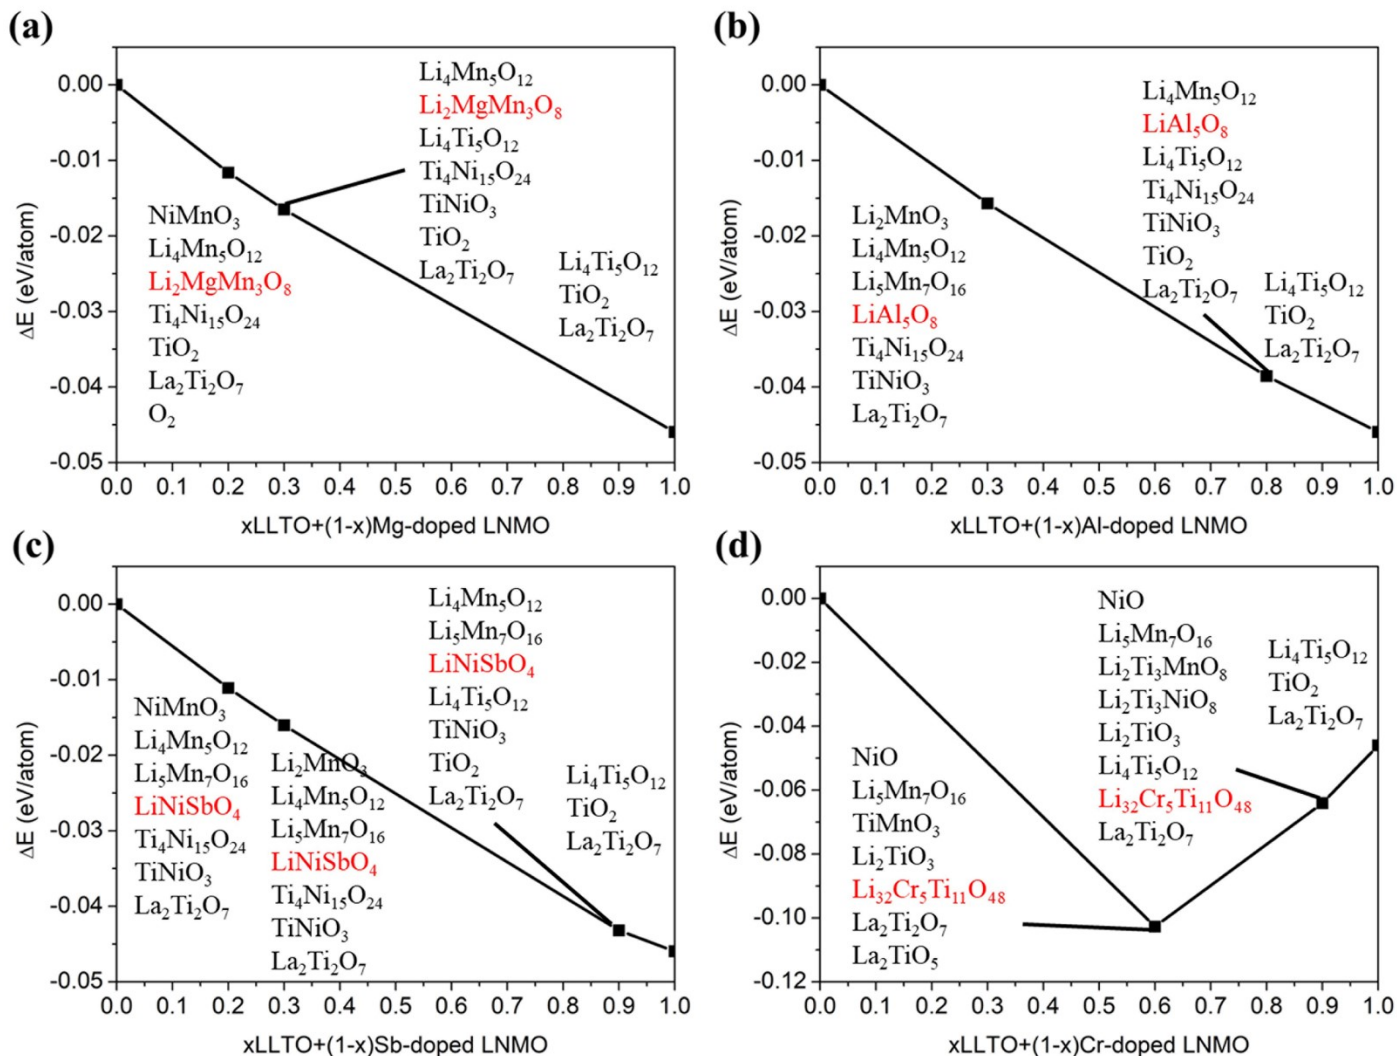 (a)
0.00
-0.01
-0.02
-0.03
-0.04
-0.05
ΔE (eV/atom)
NiMnO₃
Li₄Mn₅O₁₂
Li₂MgMn₃O₈
Ti₄Ni₁₅O₂₄
TiO₂
La₂Ti₂O₇
O₂
Li₄Mn₅O₁₂
Li₂MgMn₃O₈
Li₄Ti₅O₁₂
Ti₄Ni₁₅O₂₄
TiNiO₃
TiO₂
La₂Ti₂O₇
Li₄Ti₅O₁₂
TiO₂
La₂Ti₂O₇
0.0 0.1 0.2 0.3 0.4 0.5 0.6 0.7 0.8 0.9 1.0
xLLTO+(1-x)Mg-doped LNMO
(b)
0.00
-0.01
-0.02
-0.03
-0.04
-0.05
ΔE (eV/atom)
Li₂MnO₃
Li₄Mn₅O₁₂
Li₅Mn₇O₁₆
LiAl₅O₈
Ti₄Ni₁₅O₂₄
TiNiO₃
La₂Ti₂O₇
Li₄Mn₅O₁₂
LiAl₅O₈
Li₄Ti₅O₁₂
Ti₄Ni₁₅O₂₄
TiNiO₃
TiO₂
La₂Ti₂O₇
Li₄Ti₅O₁₂
TiO₂
La₂Ti₂O₇
0.0 0.1 0.2 0.3 0.4 0.5 0.6 0.7 0.8 0.9 1.0
xLLTO+(1-x)Al-doped LNMO
(c)
0.00
-0.01
-0.02
-0.03
-0.04
-0.05
ΔE (eV/atom)
NiMnO₃
Li₄Mn₅O₁₂
Li₅Mn₇O₁₆
LiNiSbO₄
Ti₄Ni₁₅O₂₄
TiNiO₃
La₂Ti₂O₇
Li₂MnO₃
Li₄Mn₅O₁₂
Li₅Mn₇O₁₆
LiNiSbO₄
Ti₄Ni₁₅O₂₄
TiNiO₃
La₂Ti₂O₇
Li₄Mn₅O₁₂
Li₅Mn₇O₁₆
LiNiSbO₄
Li₄Ti₅O₁₂
TiNiO₃
TiO₂
La₂Ti₂O₇
Li₄Ti₅O₁₂
TiO₂
La₂Ti₂O₇
0.0 0.1 0.2 0.3 0.4 0.5 0.6 0.7 0.8 0.9 1.0
xLLTO+(1-x)Sb-doped LNMO
(d)
0.00
-0.02
-0.04
-0.06
-0.08
-0.10
-0.12
ΔE (eV/atom)
NiO
Li₅Mn₇O₁₆
TiMnO₃
Li₂TiO₃
Li₃₂Cr₅Ti₁₁O₄₈
La₂Ti₂O₇
La₂TiO₅
NiO
Li₅Mn₇O₁₆
Li₂Ti₃MnO₈
Li₂Ti₃NiO₈
Li₂TiO₃
Li₄Ti₅O₁₂
Li₃₂Cr₅Ti₁₁O₄₈
La₂Ti₂O₇
Li₄Ti₅O₁₂
TiO₂
La₂Ti₂O₇
0.0 0.1 0.2 0.3 0.4 0.5 0.6 0.7 0.8 0.9 1.0
xLLTO+(1-x)Cr-doped LNMO